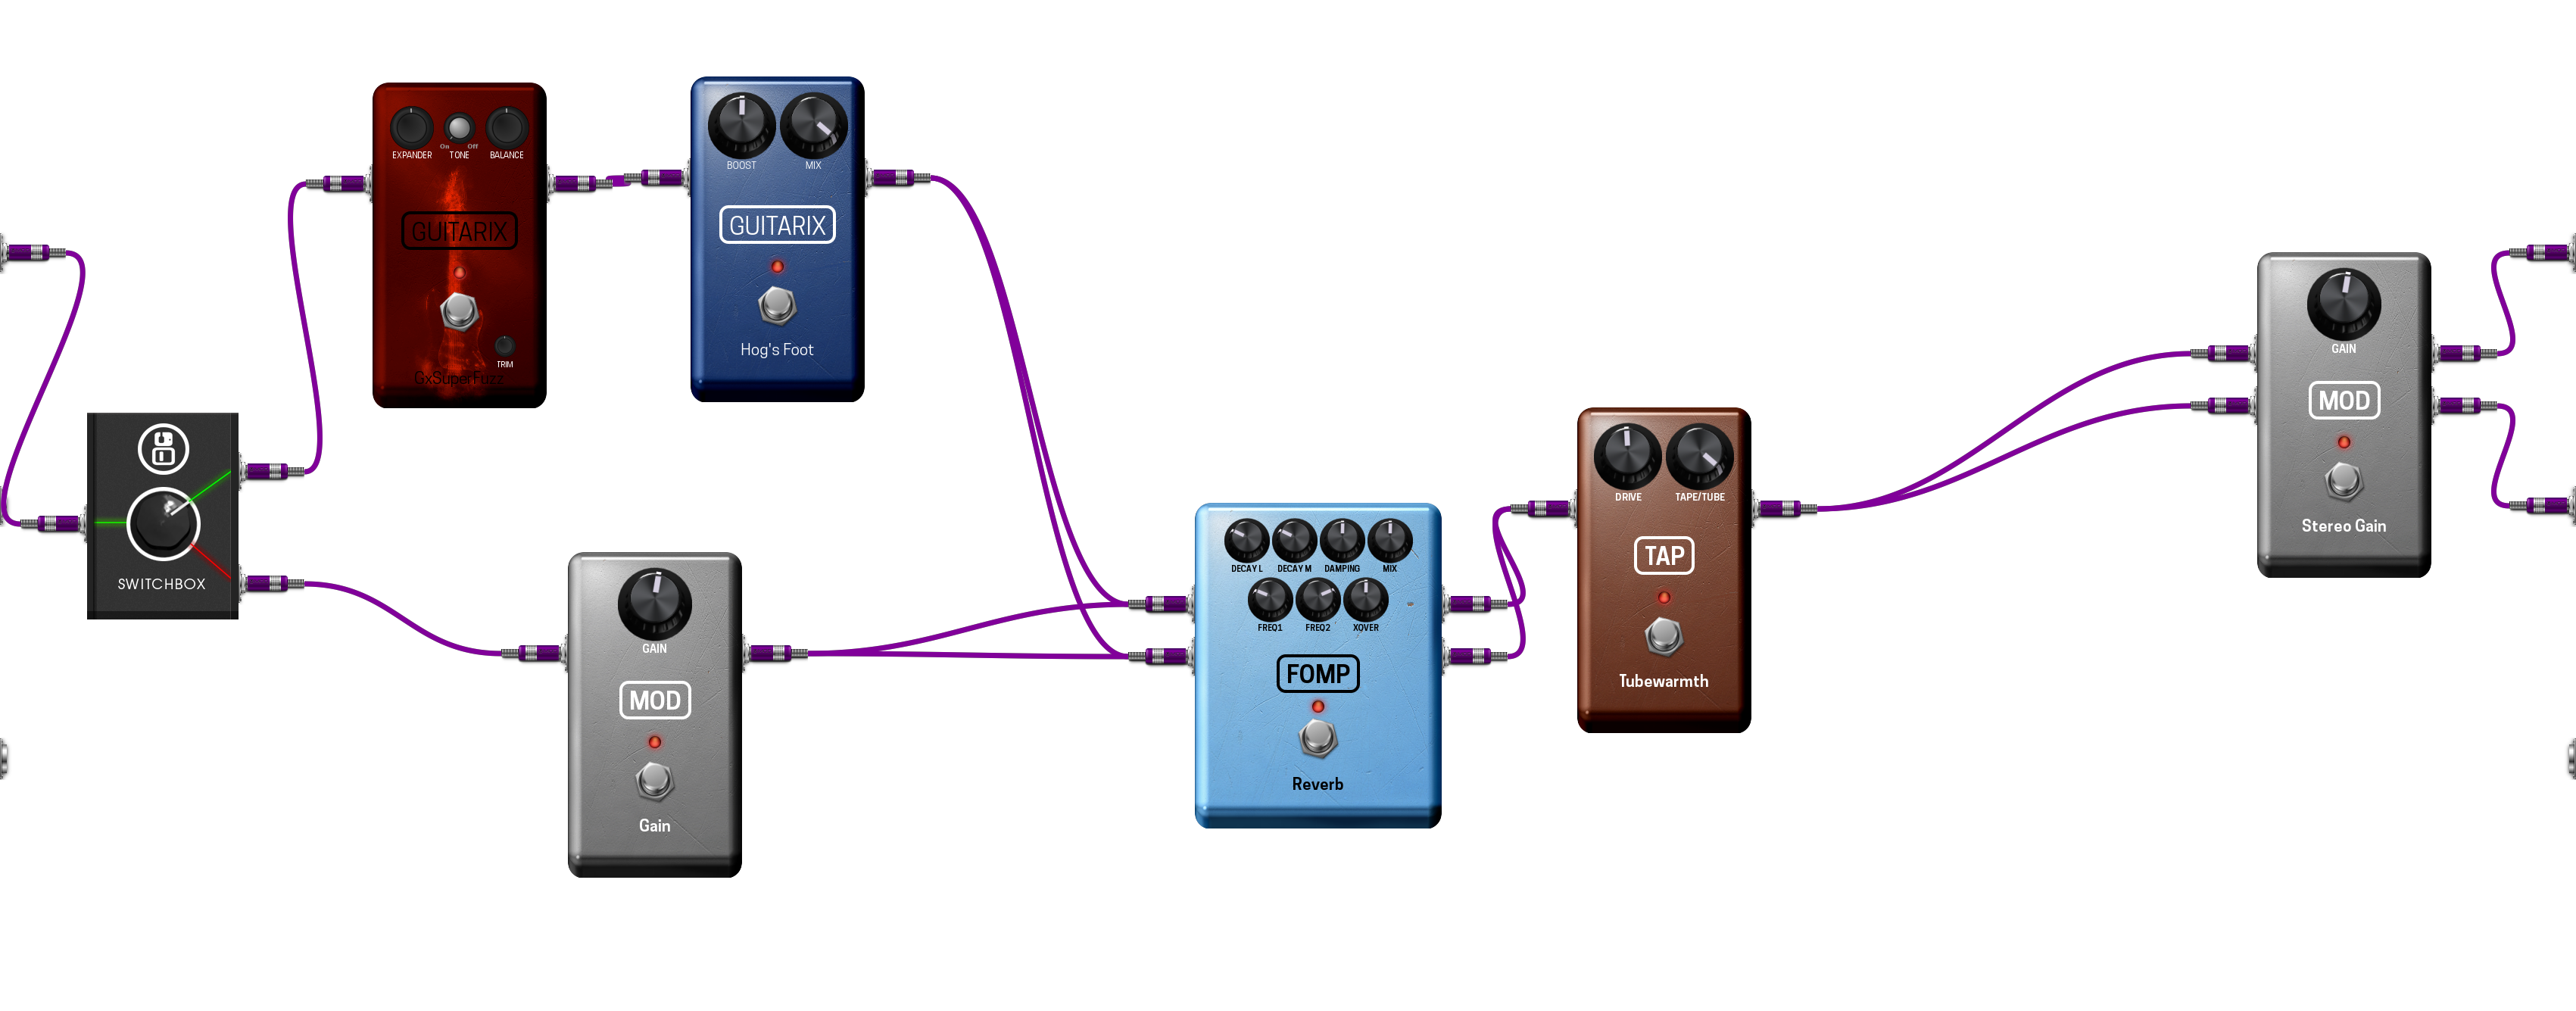 EXPANDER
On
Off
TONE
BALANCE
GUITARIX
TRIM
GxSuperFuzz
BOOST
MIX
GUITARIX
Hog's Foot
SWITCHBOX
GAIN
MOD
Gain
DECAY L
DECAY M
DAMPING
MIX
FREQ1
FREQ2
XOVER
FOMP
Reverb
DRIVE
TAPE/TUBE
TAP
Tubewarmth
GAIN
MOD
Stereo Gain